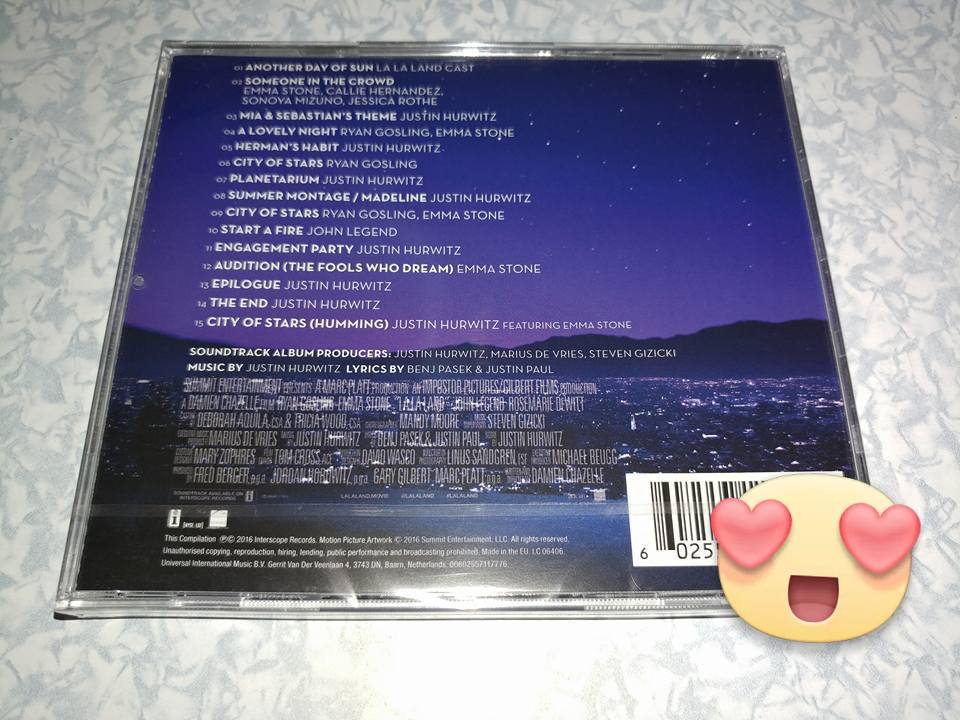 01 ANOTHER DAY OF SUN LA LA LAND CAST
02 SOMEONE IN THE CROWD
EMMA STONE, CALLIE HERNANDEZ,
SONOYA MIZUNO, JESSICA ROTHE
03 MIA & SEBASTIAN'S THEME JUSTIN HURWITZ
04 A LOVELY NIGHT RYAN GOSLING, EMMA STONE
05 HERMAN'S HABIT JUSTIN HURWITZ
06 CITY OF STARS RYAN GOSLING
07 PLANETARIUM JUSTIN HURWITZ
08 SUMMER MONTAGE / MADELINE JUSTIN HURWITZ
09 CITY OF STARS RYAN GOSLING, EMMA STONE
10 START A FIRE JOHN LEGEND
11 ENGAGEMENT PARTY JUSTIN HURWITZ
12 AUDITION (THE FOOLS WHO DREAM) EMMA STONE
13 EPILOGUE JUSTIN HURWITZ
14 THE END JUSTIN HURWITZ
15 CITY OF STARS (HUMMING) JUSTIN HURWITZ FEATURING EMMA STONE
SOUNDTRACK ALBUM PRODUCERS: JUSTIN HURWITZ, MARIUS DE VRIES, STEVEN GIZICKI
MUSIC BY JUSTIN HURWITZ LYRICS BY BENJ PASEK & JUSTIN PAUL
SUMMIT ENTERTAINMENT PRESENTS A MARC PLATT PRODUCTION AN IMPOSTOR PICTURES/GILBERT FILMS PRODUCTION
A DAMIEN CHAZELLE FILM RYAN GOSLING EMMA STONE "LA LA LAND" JOHN LEGEND ROSEMARIE DEWITT
DEBORAH AQUILA, CSA & TRICIA WOOD, CSA MANDY MOORE STEVEN GIZICKI
MARIUS DE VRIES JUSTIN HURWITZ BENJ PASEK & JUSTIN PAUL JUSTIN HURWITZ
MARY ZOPHRES TOM CROSS, ACE DAVID WASCO LINUS SANDGREN, FSF MICHAEL BEUGG
FRED BERGER, p.g.a. JORDAN HOROWITZ, p.g.a. GARY GILBERT MARC PLATT, p.g.a. DAMIEN CHAZELLE
SOUNDTRACK AVAILABLE ON
INTERSCOPE RECORDS
LALALAND.MOVIE @LALALAND #LALALAND
This Compilation ℗© 2016 Interscope Records. Motion Picture Artwork © 2016 Summit Entertainment, LLC. All rights reserved.
Unauthorised copying, reproduction, hiring, lending, public performance and broadcasting prohibited. Made in the EU. LC 06406.
Universal International Music B.V. Gerrit Van Der Veenlaan 4, 3743 DN, Baarn, Netherlands. 00602557117776
6 025